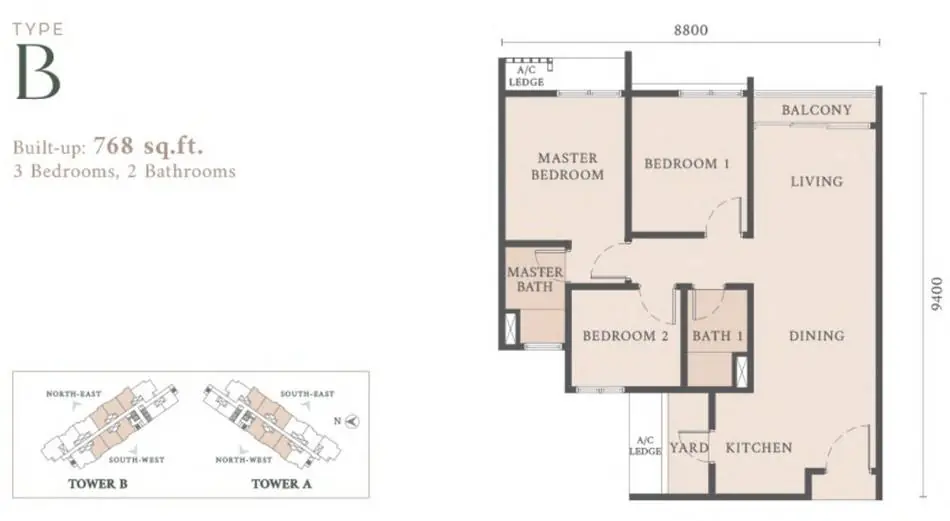 TYPE
B
Built-up: 768 sq.ft.
3 Bedrooms, 2 Bathrooms
8800
A/C
LEDGE
BALCONY
MASTER
BEDROOM
BEDROOM 1
LIVING
MASTER
BATH
9400
BEDROOM 2
BATH 1
DINING
A/C
LEDGE
YARD
KITCHEN
NORTH-EAST
SOUTH-EAST
N
SOUTH-WEST
NORTH-WEST
TOWER B
TOWER A